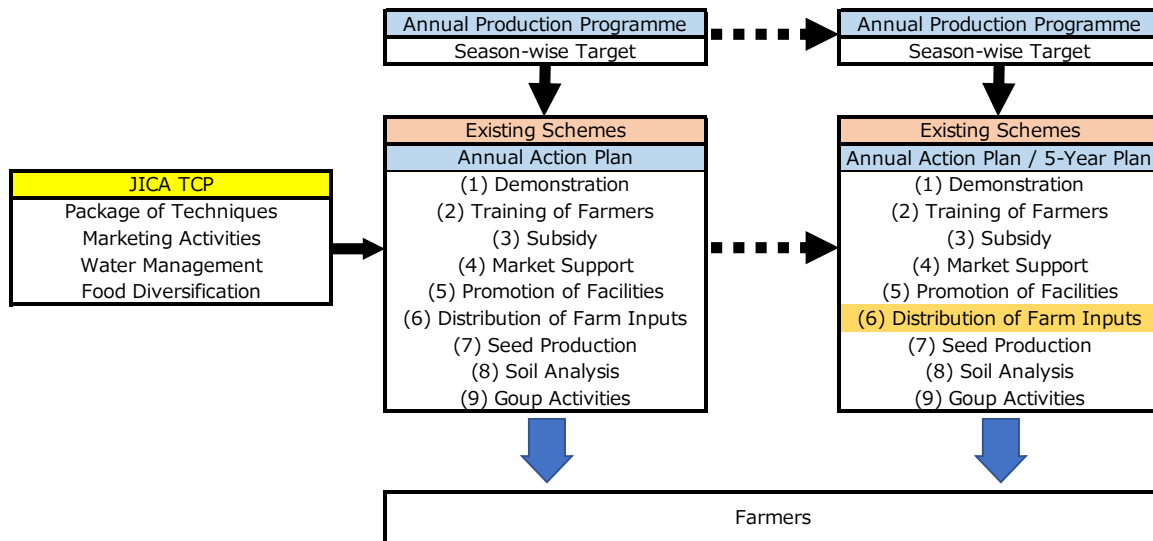 Annual Production Programme
Season-wise Target
Annual Production Programme
Season-wise Target
JICA TCP
Package of Techniques
Marketing Activities
Water Management
Food Diversification
Existing Schemes
Annual Action Plan
(1) Demonstration
(2) Training of Farmers
(3) Subsidy
(4) Market Support
(5) Promotion of Facilities
(6) Distribution of Farm Inputs
(7) Seed Production
(8) Soil Analysis
(9) Goup Activities
Existing Schemes
Annual Action Plan / 5-Year Plan
(1) Demonstration
(2) Training of Farmers
(3) Subsidy
(4) Market Support
(5) Promotion of Facilities
(6) Distribution of Farm Inputs
(7) Seed Production
(8) Soil Analysis
(9) Goup Activities
Farmers